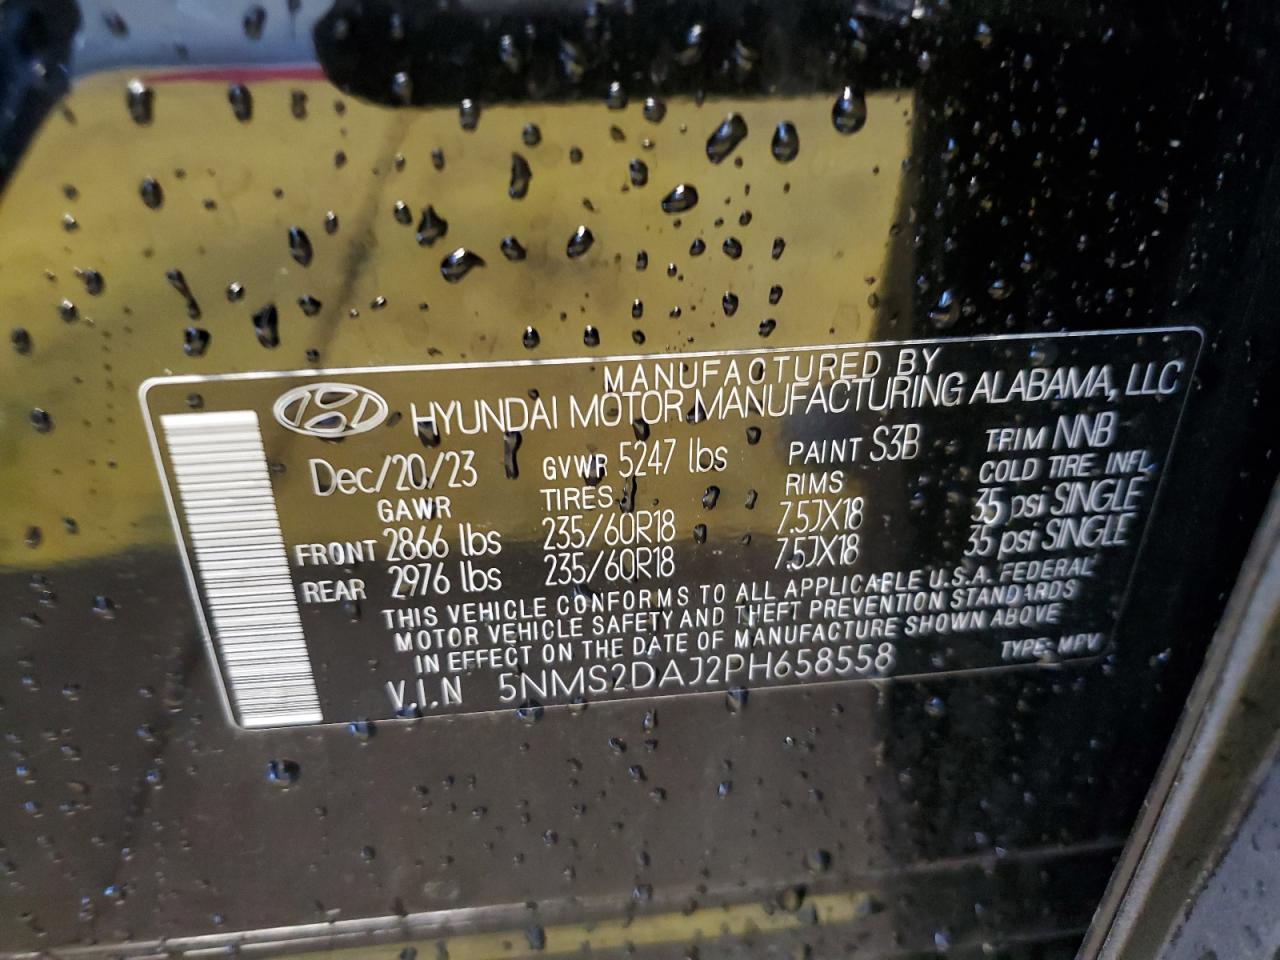 MANUFACTURED BY
HYUNDAI MOTOR MANUFACTURING ALABAMA, LLC
Dec/20/23 GVWR 5247 lbs PAINT S3B TRIM NNB
GAWR TIRES RIMS COLD TIRE INFL
FRONT 2866 lbs 235/60R18 7.5JX18 35 psi SINGLE
REAR 2976 lbs 235/60R18 7.5JX18 35 psi SINGLE
THIS VEHICLE CONFORMS TO ALL APPLICABLE U.S.A. FEDERAL
MOTOR VEHICLE SAFETY AND THEFT PREVENTION STANDARDS
IN EFFECT ON THE DATE OF MANUFACTURE SHOWN ABOVE
V.I.N 5NMS2DAJ2PH658558 TYPE: MPV